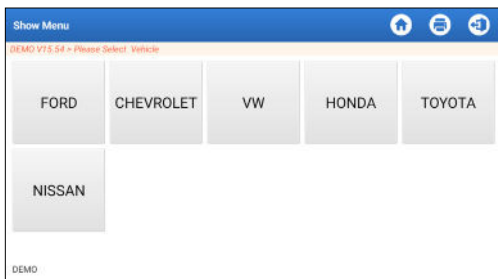 Show Menu
DEMO V15.54 > Please Select Vehicle
FORD CHEVROLET VW HONDA TOYOTA
NISSAN
DEMO